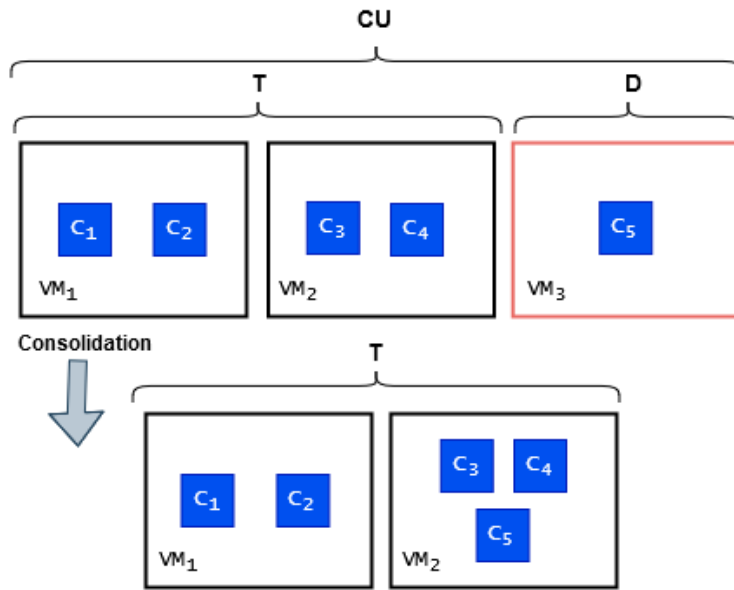 CU
T D
C1 C2 C3 C4 C5
VM1 VM2 VM3
Consolidation
T
C3 C4
C1 C2
C5
VM1 VM2